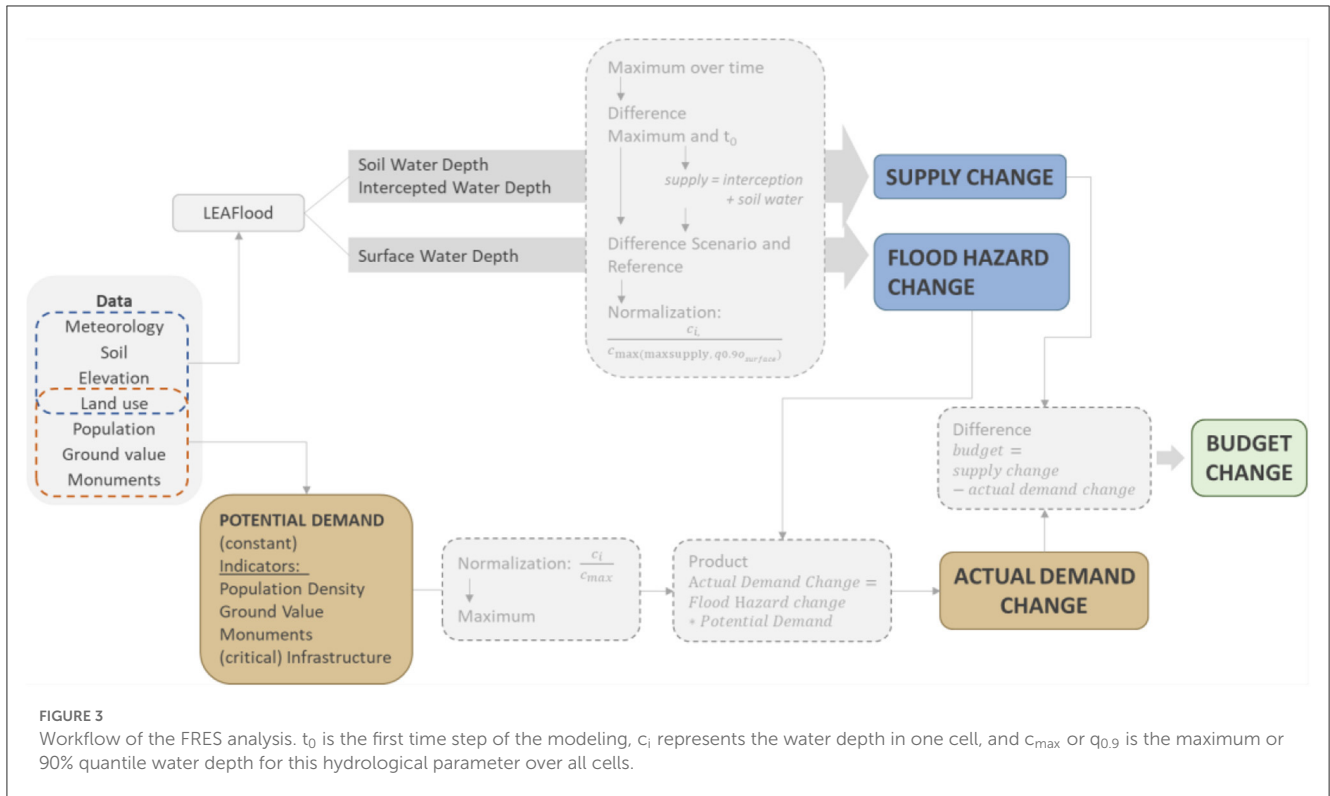 Maximum over time
Difference
Maximum and t₀
supply = interception
+ soil water
Difference Scenario and
Reference
Normalization:
cᵢ
c_max(maxsupply, q0.9o_surface)
Soil Water Depth
Intercepted Water Depth
Surface Water Depth
LEAFlood
SUPPLY CHANGE
FLOOD HAZARD
CHANGE
Data
Meteorology
Soil
Elevation
Land use
Population
Ground value
Monuments
POTENTIAL DEMAND
(constant)
Indicators:
Population Density
Ground Value
Monuments
(critical) Infrastructure
Normalization: cᵢ / c_max
Maximum
Product
Actual Demand Change =
Flood Hazard change
* Potential Demand
ACTUAL DEMAND
CHANGE
Difference
budget =
supply change
− actual demand change
BUDGET
CHANGE
FIGURE 3
Workflow of the FRES analysis. t₀ is the first time step of the modeling, cᵢ represents the water depth in one cell, and c_max or q₀.₉ is the maximum or
90% quantile water depth for this hydrological parameter over all cells.